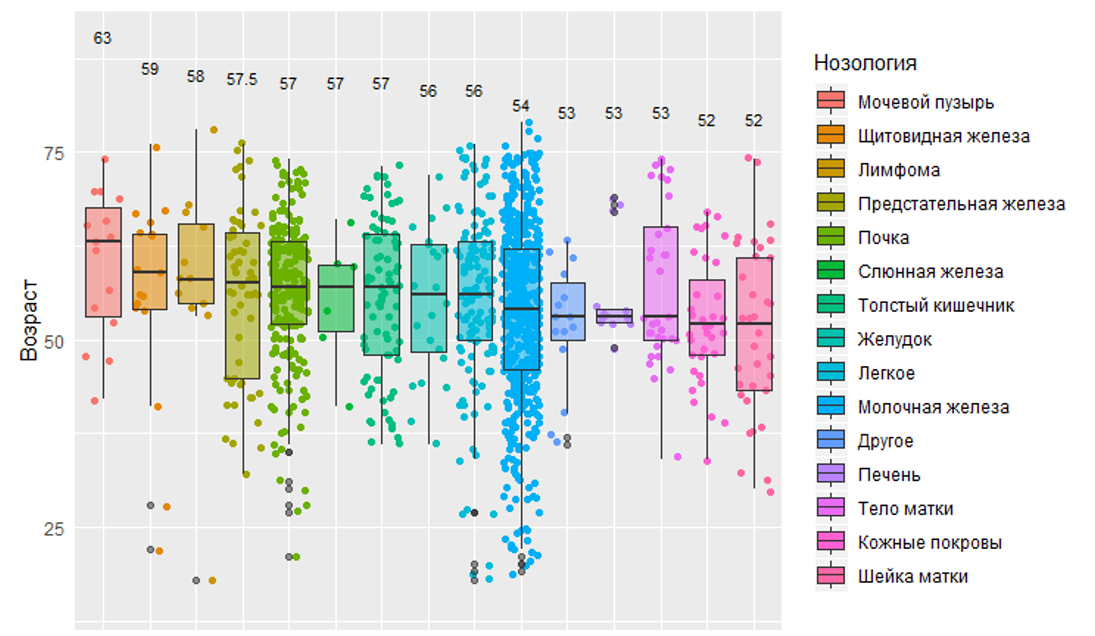 63
59
58
57.5
57
57
57
56
56
54
53
53
53
52
52
75
50
25
Возраст
Нозология
Мочевой пузырь
Щитовидная железа
Лимфома
Предстательная железа
Почка
Слюнная железа
Толстый кишечник
Желудок
Легкое
Молочная железа
Другое
Печень
Тело матки
Кожные покровы
Шейка матки